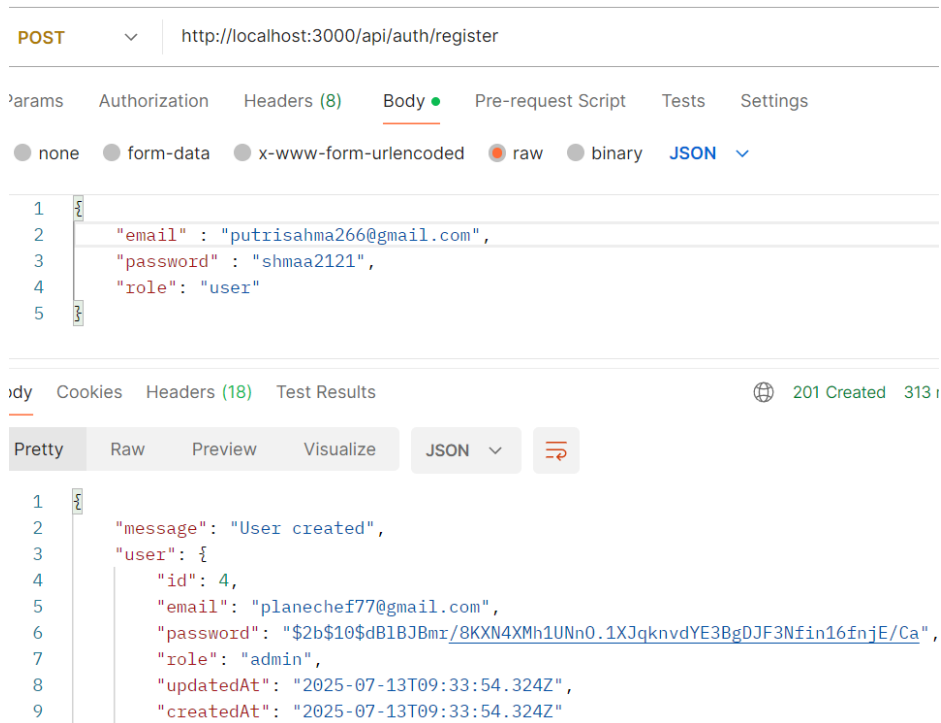 POST http://localhost:3000/api/auth/register
Params Authorization Headers (8) Body Pre-request Script Tests Settings
none form-data x-www-form-urlencoded raw binary JSON
1 {
2 "email" : "putrisahma266@gmail.com",
3 "password" : "shmaa2121",
4 "role": "user"
5 }
ody Cookies Headers (18) Test Results 201 Created 313 m
Pretty Raw Preview Visualize JSON
1 {
2 "message": "User created",
3 "user": {
4 "id": 4,
5 "email": "planechef77@gmail.com",
6 "password": "$2b$10$dBlBJBmr/8KXN4XMh1UNnO.1XJqknvdYE3BgDJF3Nfin16fnjE/Ca",
7 "role": "admin",
8 "updatedAt": "2025-07-13T09:33:54.324Z",
9 "createdAt": "2025-07-13T09:33:54.324Z"